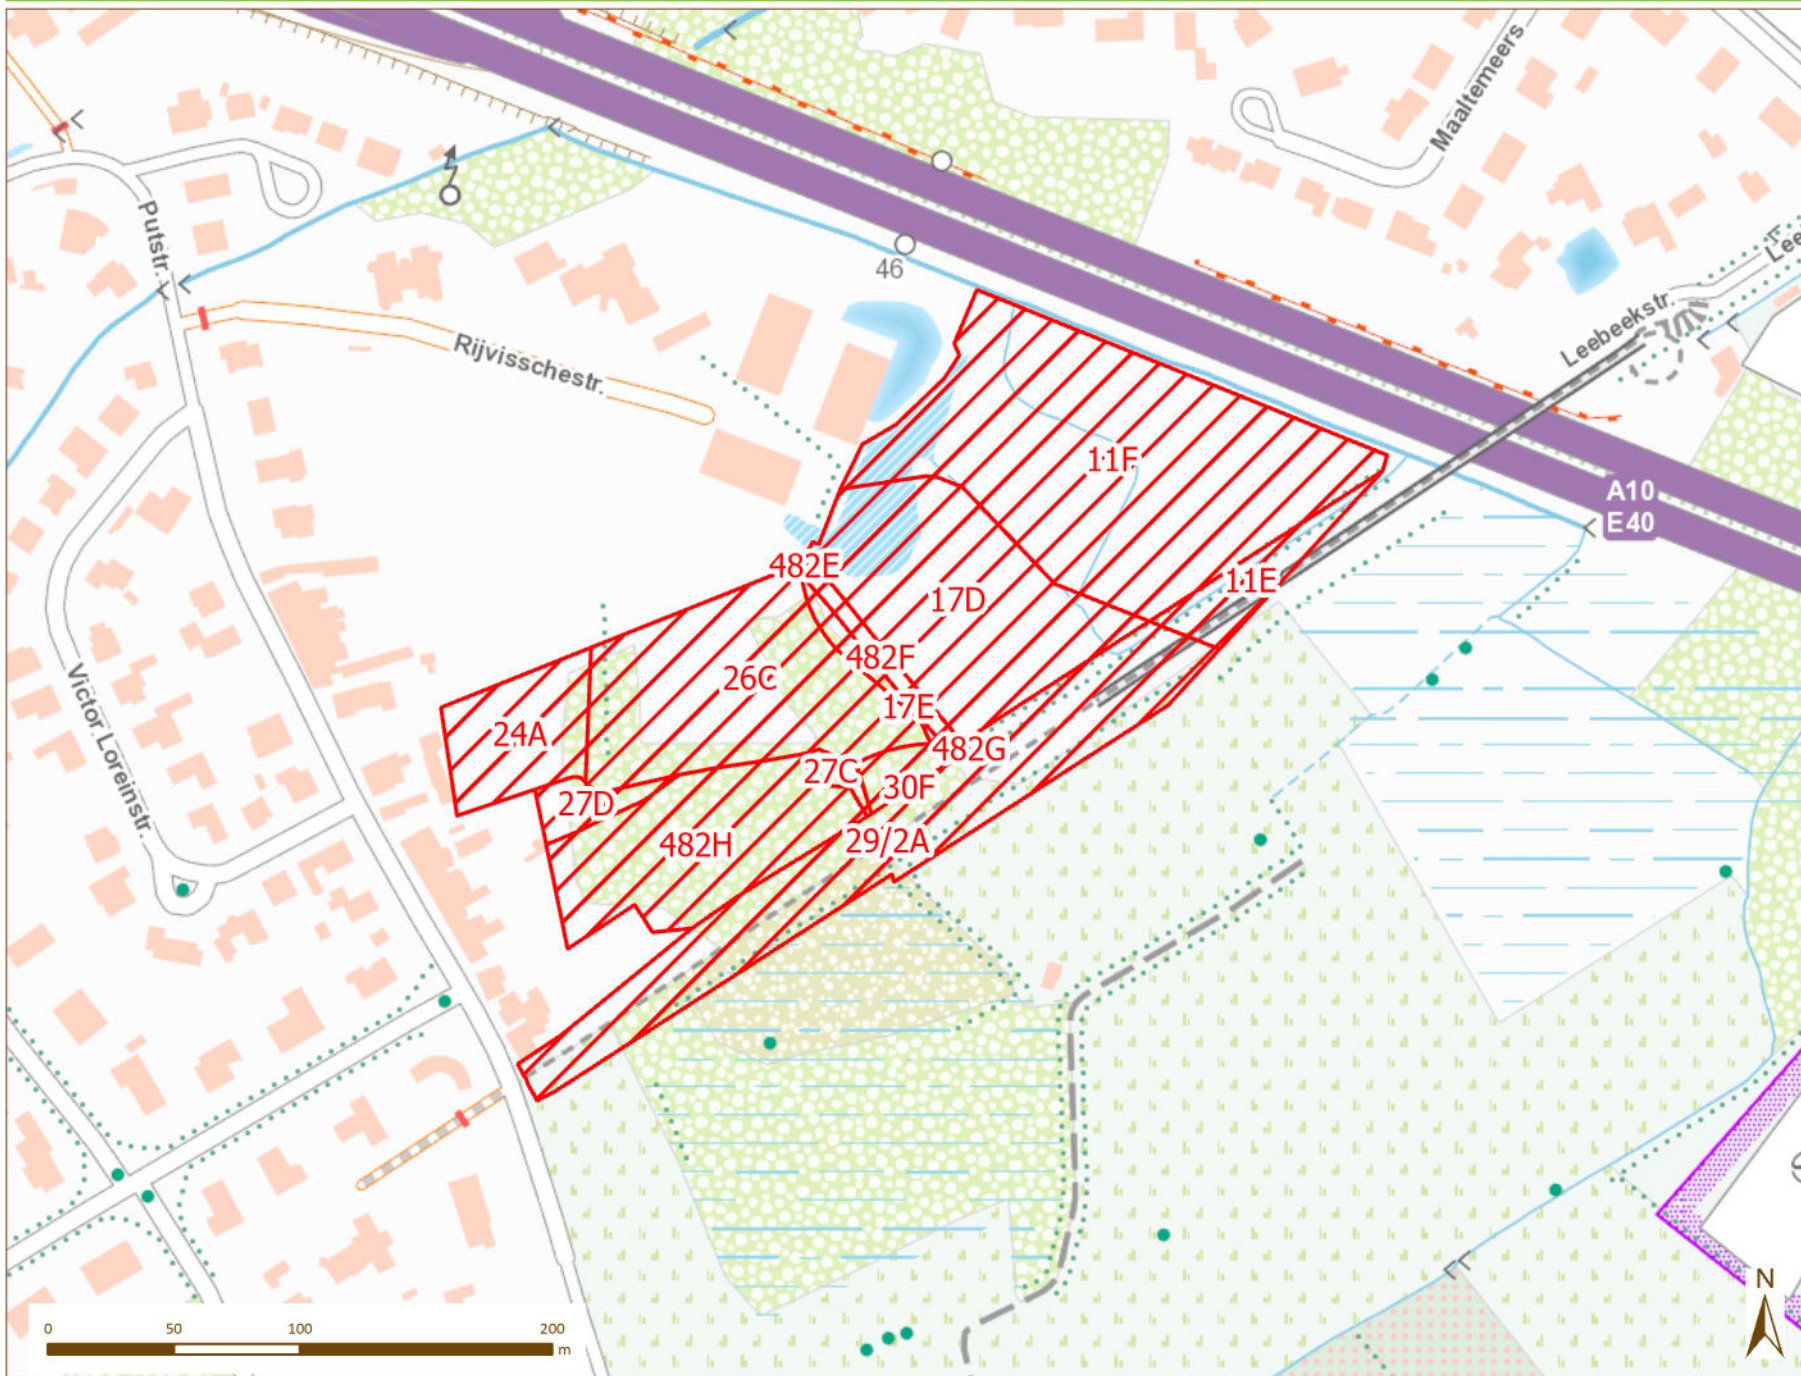 Maaltemeers
Putstr.
46
Lee
Leebeekstr.
Rijvisschestr.
11F
A10
E40
482E
11E
17D
482F
26C
17E
24A
482G
27C
30F
27D
29/2A
482H
Victor Loreinstr.
N
0 50 100 200 m